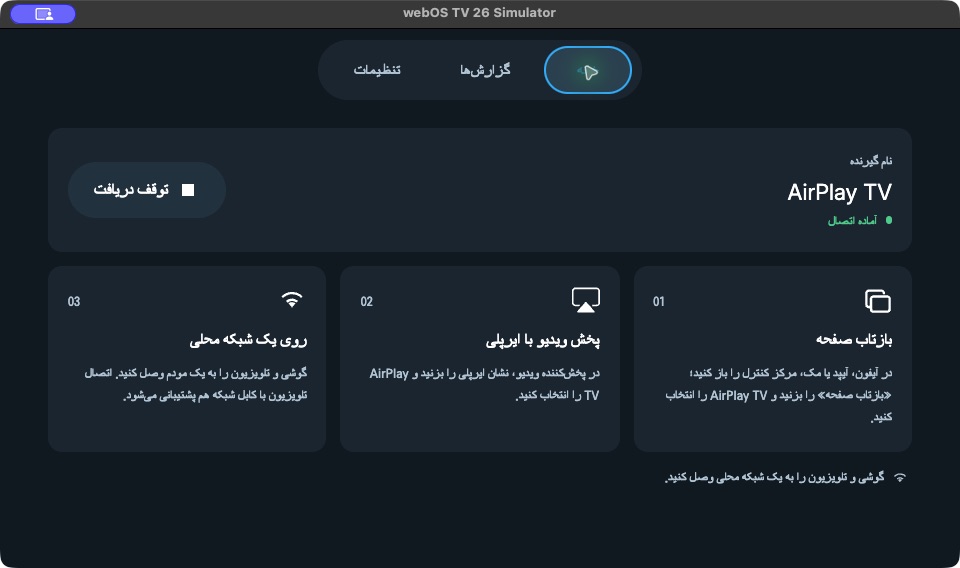 webOS TV 26 Simulator
گزارش‌ها
تنظیمات
نام گیرنده
AirPlay TV
آماده اتصال
توقف دریافت
01
بازتاب صفحه
در آیفون، آیپد یا مک، مرکز کنترل را باز کنید؛
«بازتاب صفحه» را بزنید و AirPlay TV را انتخاب
کنید.
02
پخش ویدیو با ایرپلی
در پخش‌کننده ویدیو، نشان ایرپلی را بزنید و AirPlay
TV را انتخاب کنید.
03
روی یک شبکه محلی
گوشی و تلویزیون را به یک مودم وصل کنید. اتصال
تلویزیون با کابل شبکه هم پشتیبانی می‌شود.
گوشی و تلویزیون را به یک شبکه محلی وصل کنید.